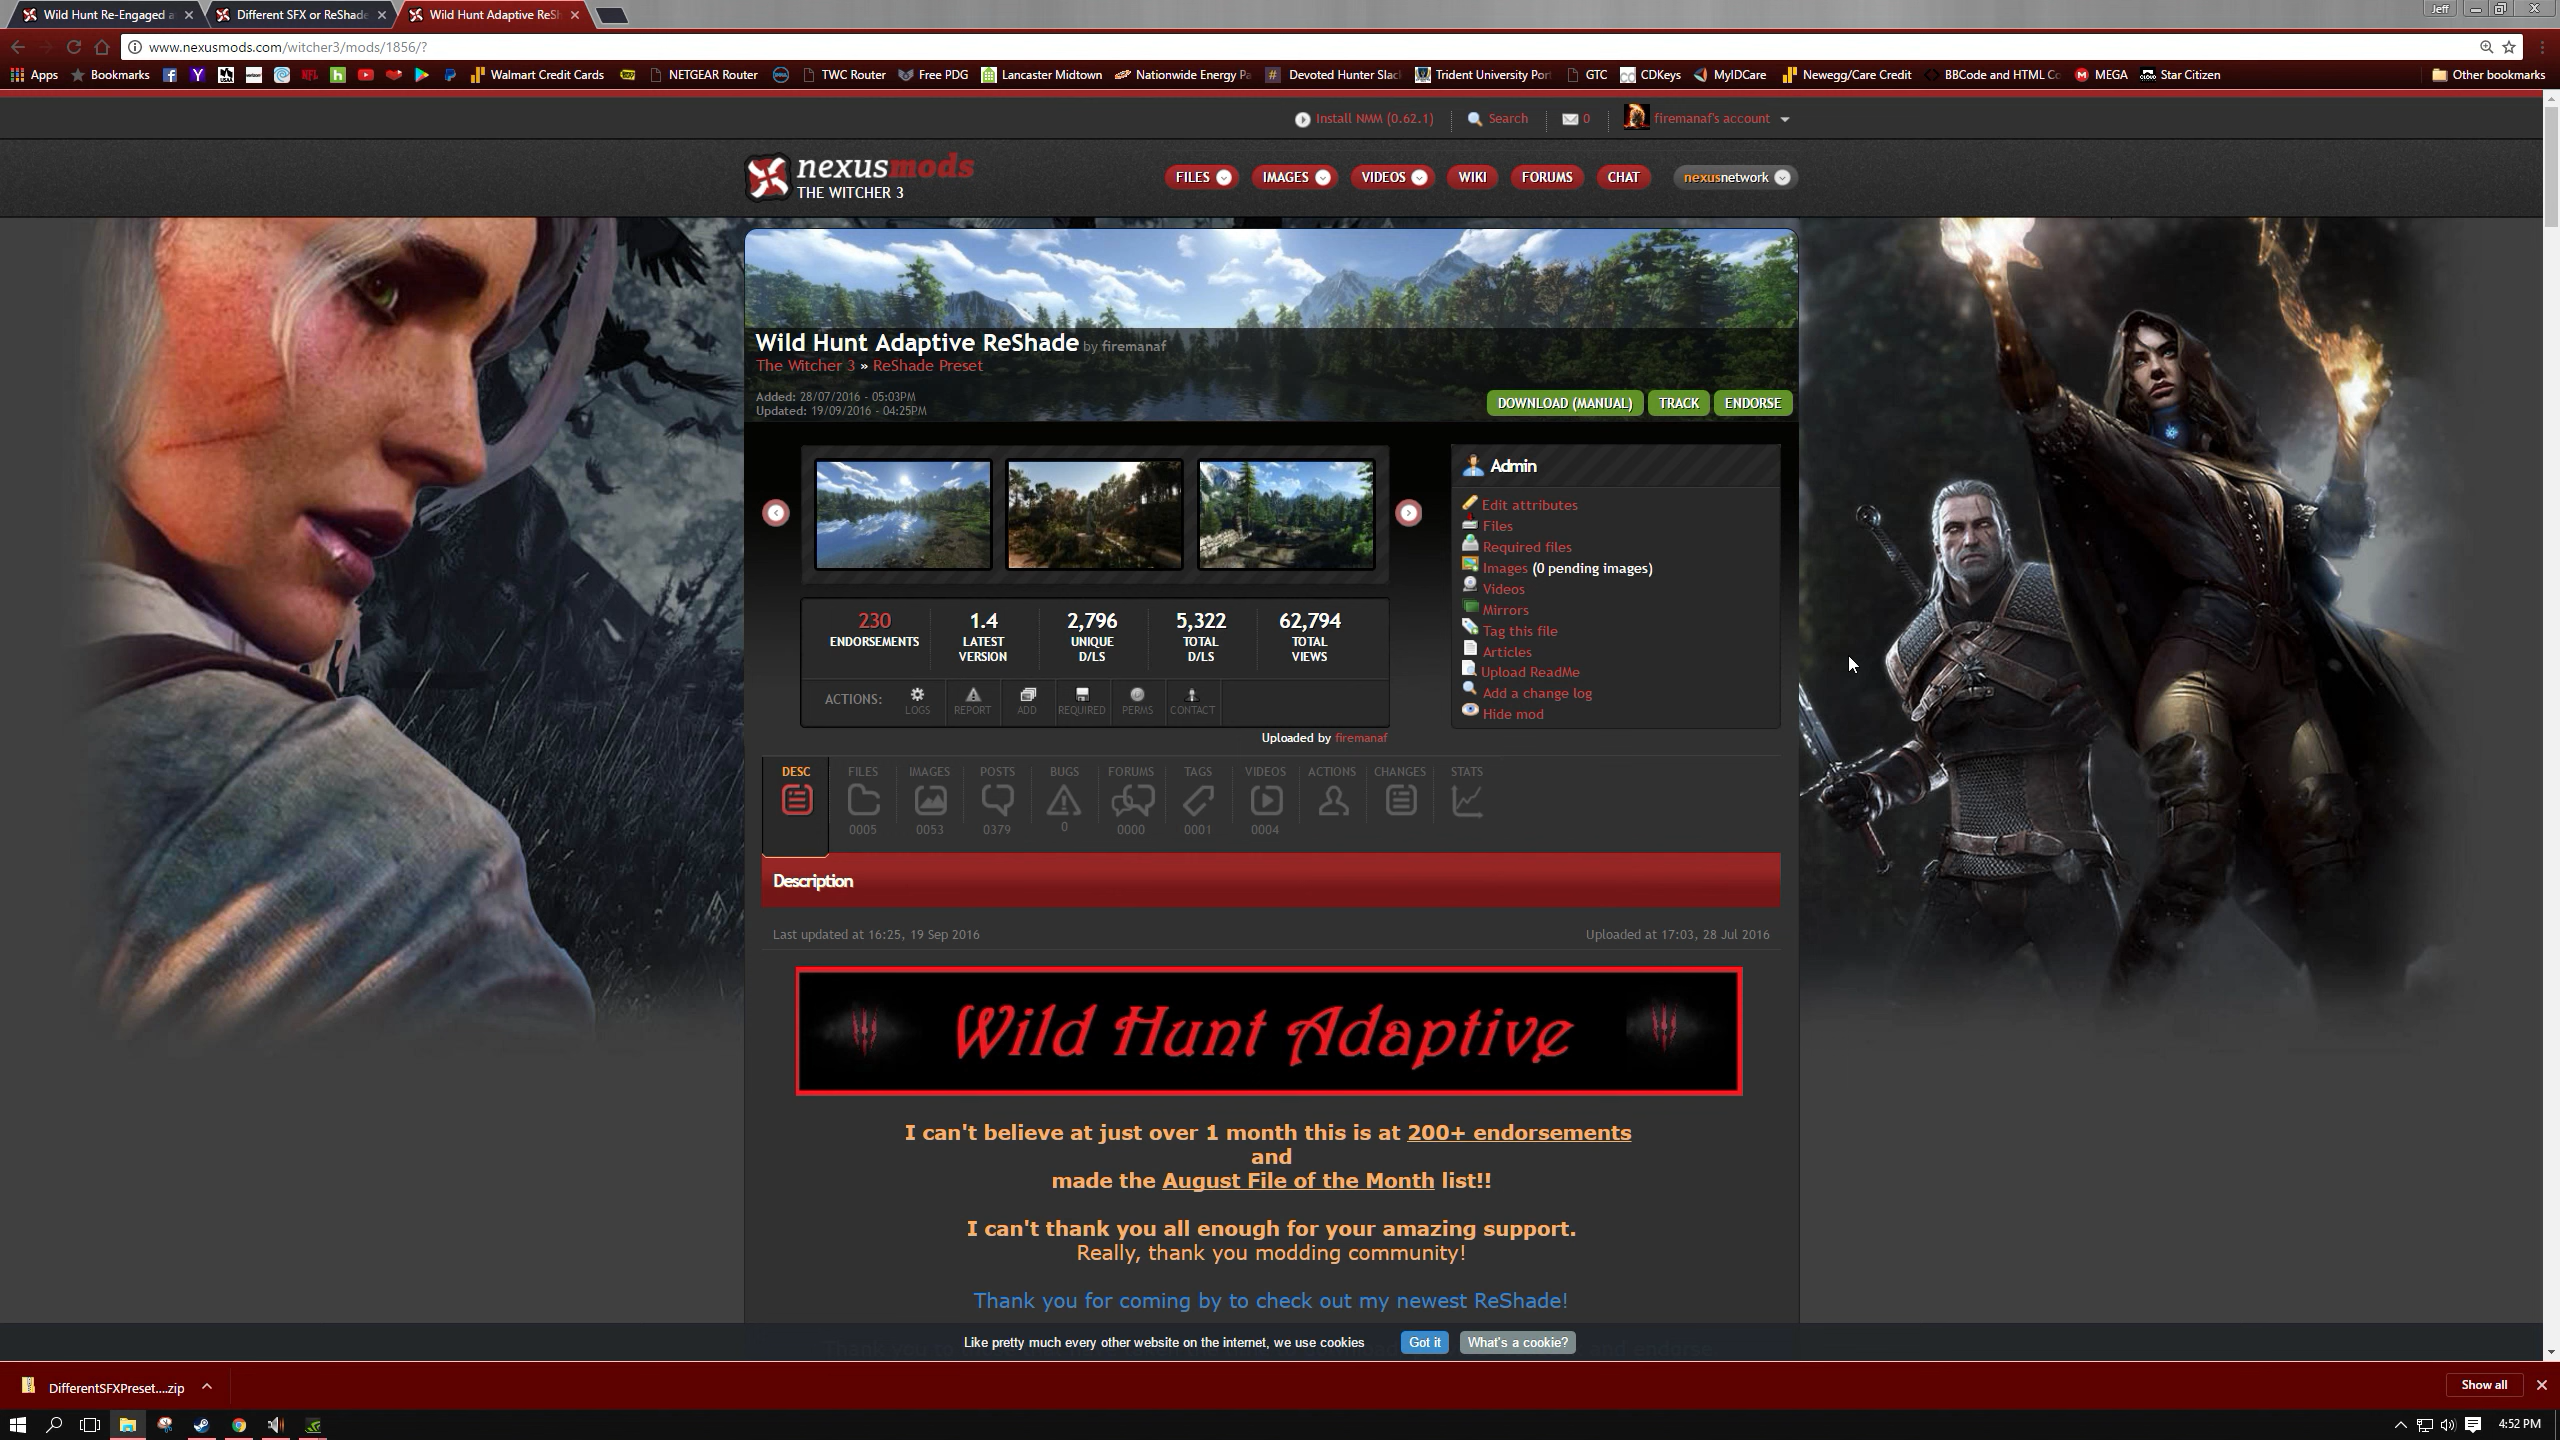 Wild Hunt Re-Engaged a
Different SFX or ReShade
Wild Hunt Adaptive ReSh
Jeff
www.nexusmods.com/witcher3/mods/1856/?
Apps
Bookmarks
Walmart Credit Cards
NETGEAR Router
TWC Router
Free PDG
Lancaster Midtown
Nationwide Energy Pa
Devoted Hunter Slac
Trident University Port
GTC
CDKeys
MyIDCare
Newegg/Care Credit
BBCode and HTML Co
MEGA
Star Citizen
Other bookmarks
Install NMM (0.62.1)
Search
0
firemanaf's account
nexusmods
THE WITCHER 3
FILES
IMAGES
VIDEOS
WIKI
FORUMS
CHAT
nexusnetwork
Wild Hunt Adaptive ReShade by firemanaf
The Witcher 3 » ReShade Preset
Added: 28/07/2016 - 05:03PM
Updated: 19/09/2016 - 04:25PM
DOWNLOAD (MANUAL)
TRACK
ENDORSE
Admin
Edit attributes
Files
Required files
Images (0 pending images)
Videos
Mirrors
Tag this file
Articles
Upload ReadMe
Add a change log
Hide mod
230
ENDORSEMENTS
1.4
LATEST
VERSION
2,796
UNIQUE
D/LS
5,322
TOTAL
D/LS
62,794
TOTAL
VIEWS
ACTIONS:
LOGS
REPORT
ADD
REQUIRED
PERMS
CONTACT
Uploaded by firemanaf
DESC
FILES
0005
IMAGES
0053
POSTS
0379
BUGS
0
FORUMS
0000
TAGS
0001
VIDEOS
0004
ACTIONS
CHANGES
STATS
Description
Last updated at 16:25, 19 Sep 2016
Uploaded at 17:03, 28 Jul 2016
Wild Hunt Adaptive
I can't believe at just over 1 month this is at 200+ endorsements
and
made the August File of the Month list!!
I can't thank you all enough for your amazing support.
Really, thank you modding community!
Thank you for coming by to check out my newest ReShade!
Like pretty much every other website on the internet, we use cookies
Got it
What's a cookie?
DifferentSFXPreset....zip
Show all
4:52 PM